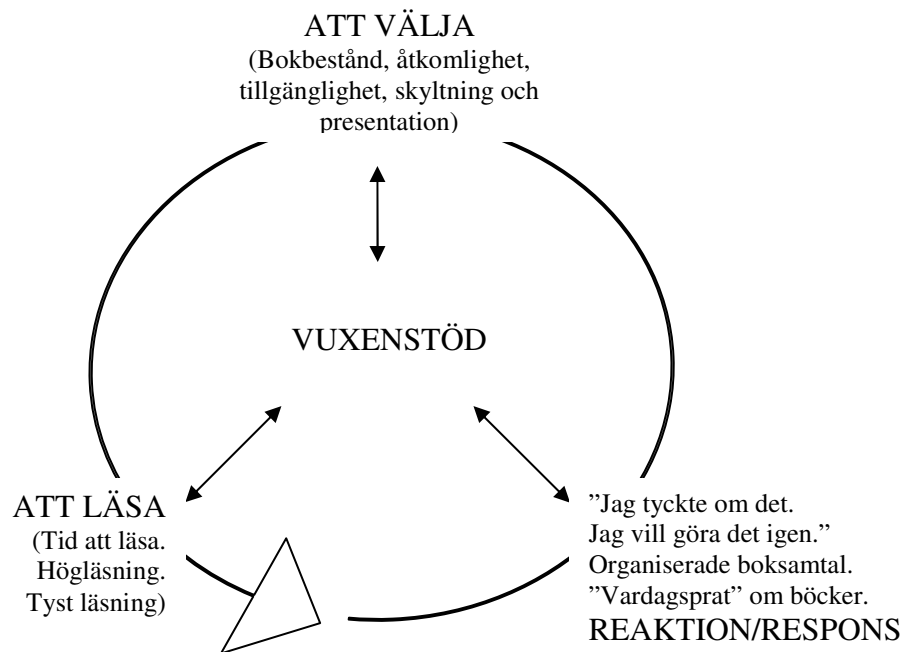 ATT VÄLJA
(Bokbestånd, åtkomlighet,
tillgänglighet, skyltning och
presentation)
VUXENSTÖD
ATT LÄSA
(Tid att läsa.
Högläsning.
Tyst läsning)
”Jag tyckte om det.
Jag vill göra det igen.”
Organiserade boksamtal.
”Vardagsprat” om böcker.
REAKTION/RESPONS